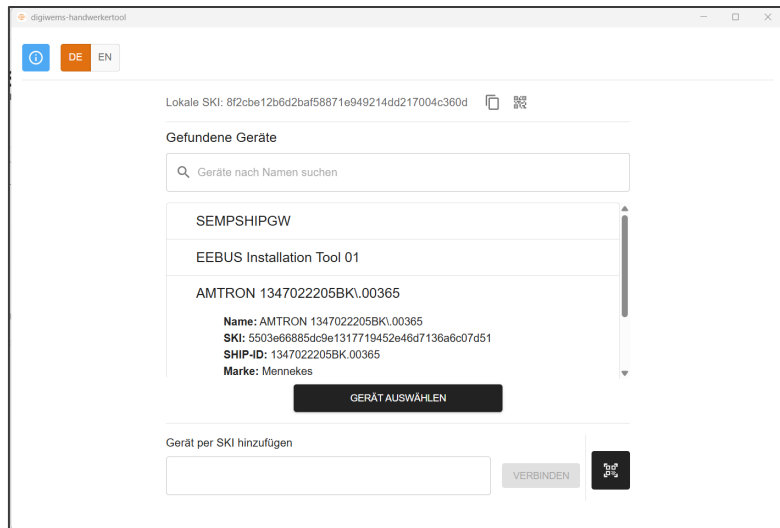 digiwems-handwerkertool
DE EN
Lokale SKI: 8f2cbe12b6d2baf58871e949214dd217004c360d
Gefundene Geräte
Geräte nach Namen suchen
SEMPSHIPGW
EEBUS Installation Tool 01
AMTRON 1347022205BK\.00365
Name: AMTRON 1347022205BK\.00365
SKI: 5503e66885dc9e1317719452e46d7136a6c07d51
SHIP-ID: 1347022205BK.00365
Marke: Mennekes
GERÄT AUSWÄHLEN
Gerät per SKI hinzufügen
VERBINDEN